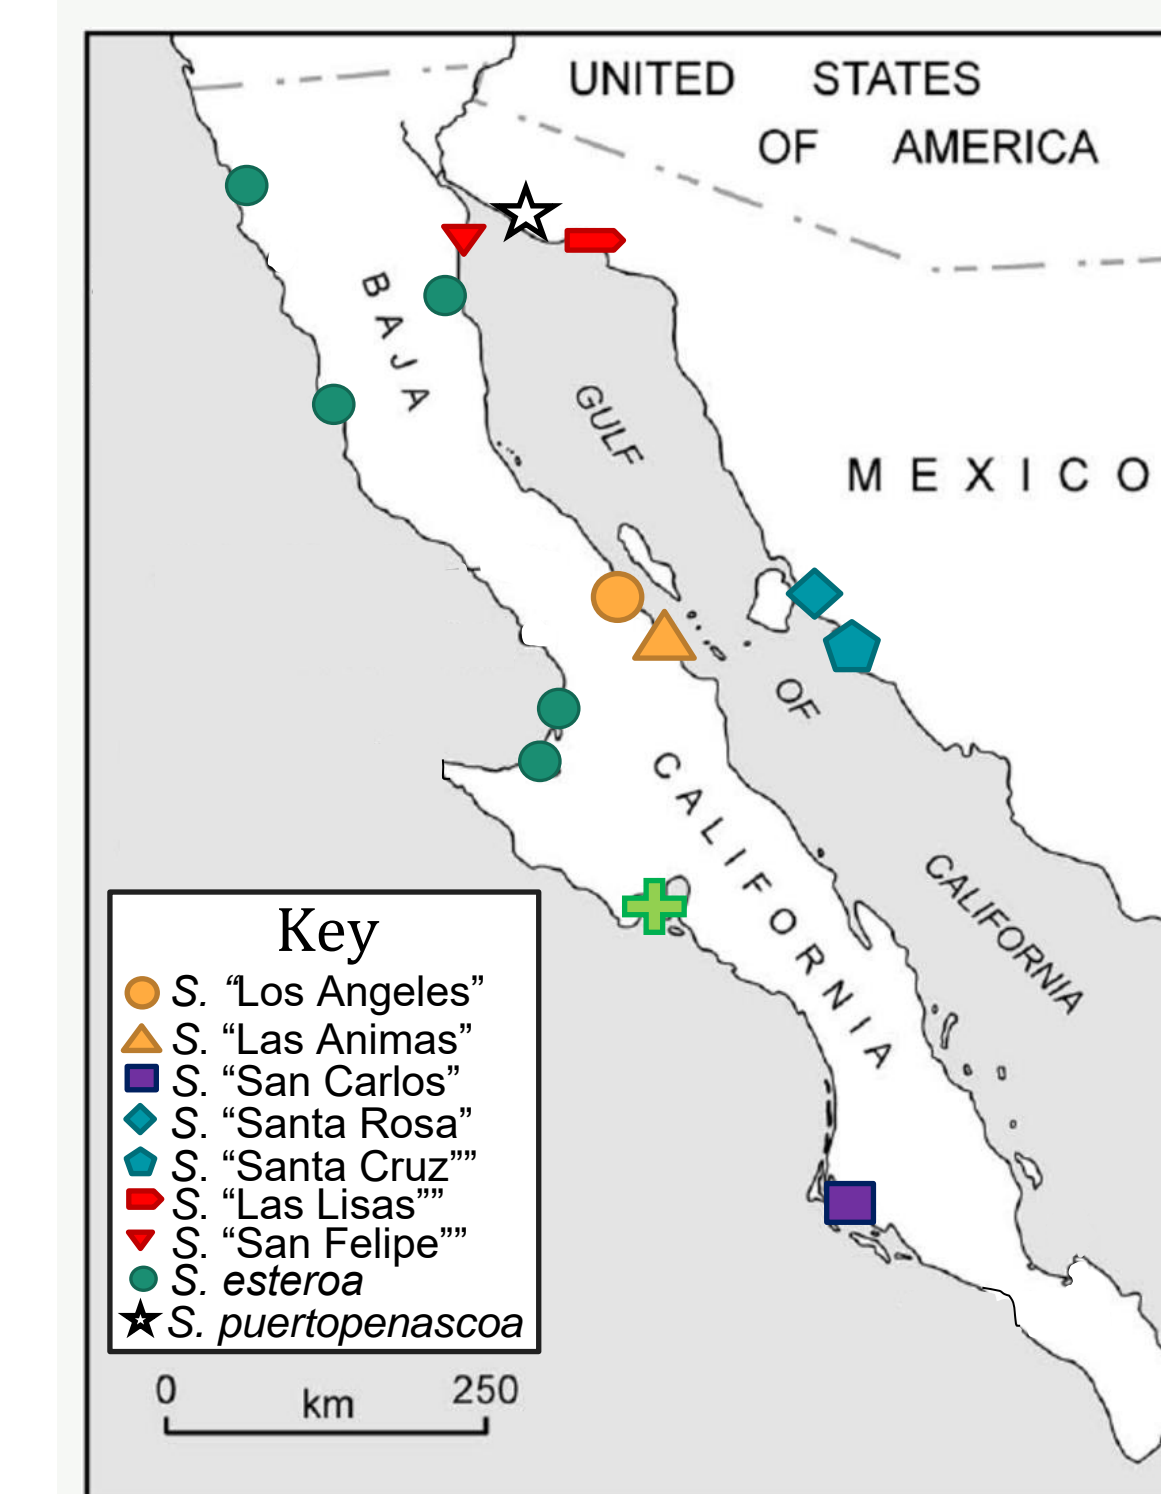 UNITED STATES
OF AMERICA
BAJA
GULF
MEXICO
OF
CALIFORNIA
CALIFORNIA
Key
S. “Los Angeles”
S. “Las Animas”
S. “San Carlos”
S. “Santa Rosa”
S. “Santa Cruz””
S. “Las Lisas””
S. “San Felipe””
S. esteroa
S. puertopenascoa
0 250
km